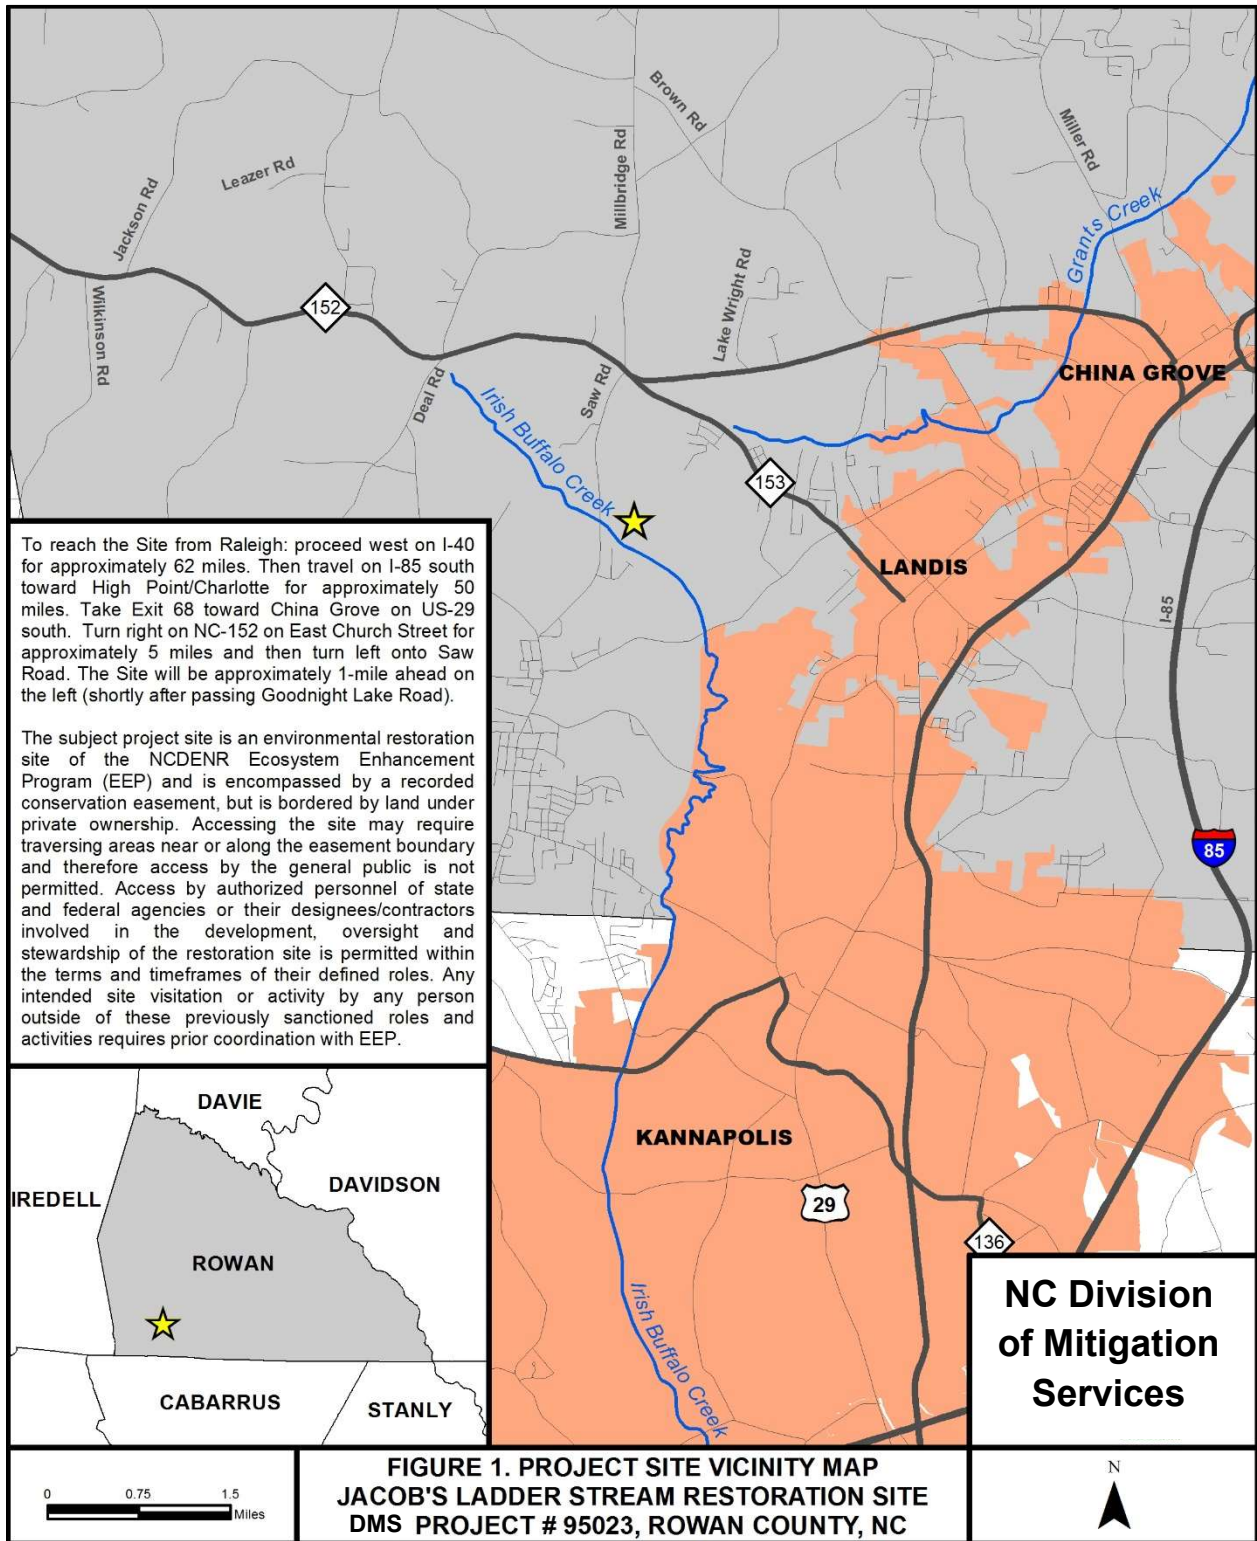 Brown Rd
Miller Rd
Millbridge Rd
Leazer Rd
Jackson Rd
Grants Creek
Wilkinson Rd
152
Lake Wright Rd
CHINA GROVE
Deal Rd
Saw Rd
Irish Buffalo Creek
153
LANDIS
I-85
To reach the Site from Raleigh: proceed west on I-40
for approximately 62 miles. Then travel on I-85 south
toward High Point/Charlotte for approximately 50
miles. Take Exit 68 toward China Grove on US-29
south. Turn right on NC-152 on East Church Street for
approximately 5 miles and then turn left onto Saw
Road. The Site will be approximately 1-mile ahead on
the left (shortly after passing Goodnight Lake Road).
The subject project site is an environmental restoration
site of the NCDENR Ecosystem Enhancement
Program (EEP) and is encompassed by a recorded
conservation easement, but is bordered by land under
private ownership. Accessing the site may require
traversing areas near or along the easement boundary
and therefore access by the general public is not
permitted. Access by authorized personnel of state
and federal agencies or their designees/contractors
involved in the development, oversight and
stewardship of the restoration site is permitted within
the terms and timeframes of their defined roles. Any
intended site visitation or activity by any person
outside of these previously sanctioned roles and
activities requires prior coordination with EEP.
85
KANNAPOLIS
29
136
Irish Buffalo Creek
DAVIE
DAVIDSON
IREDELL
ROWAN
CABARRUS
STANLY
NC Division
of Mitigation
Services
0 0.75 1.5
Miles
FIGURE 1. PROJECT SITE VICINITY MAP
JACOB'S LADDER STREAM RESTORATION SITE
DMS PROJECT # 95023, ROWAN COUNTY, NC
N